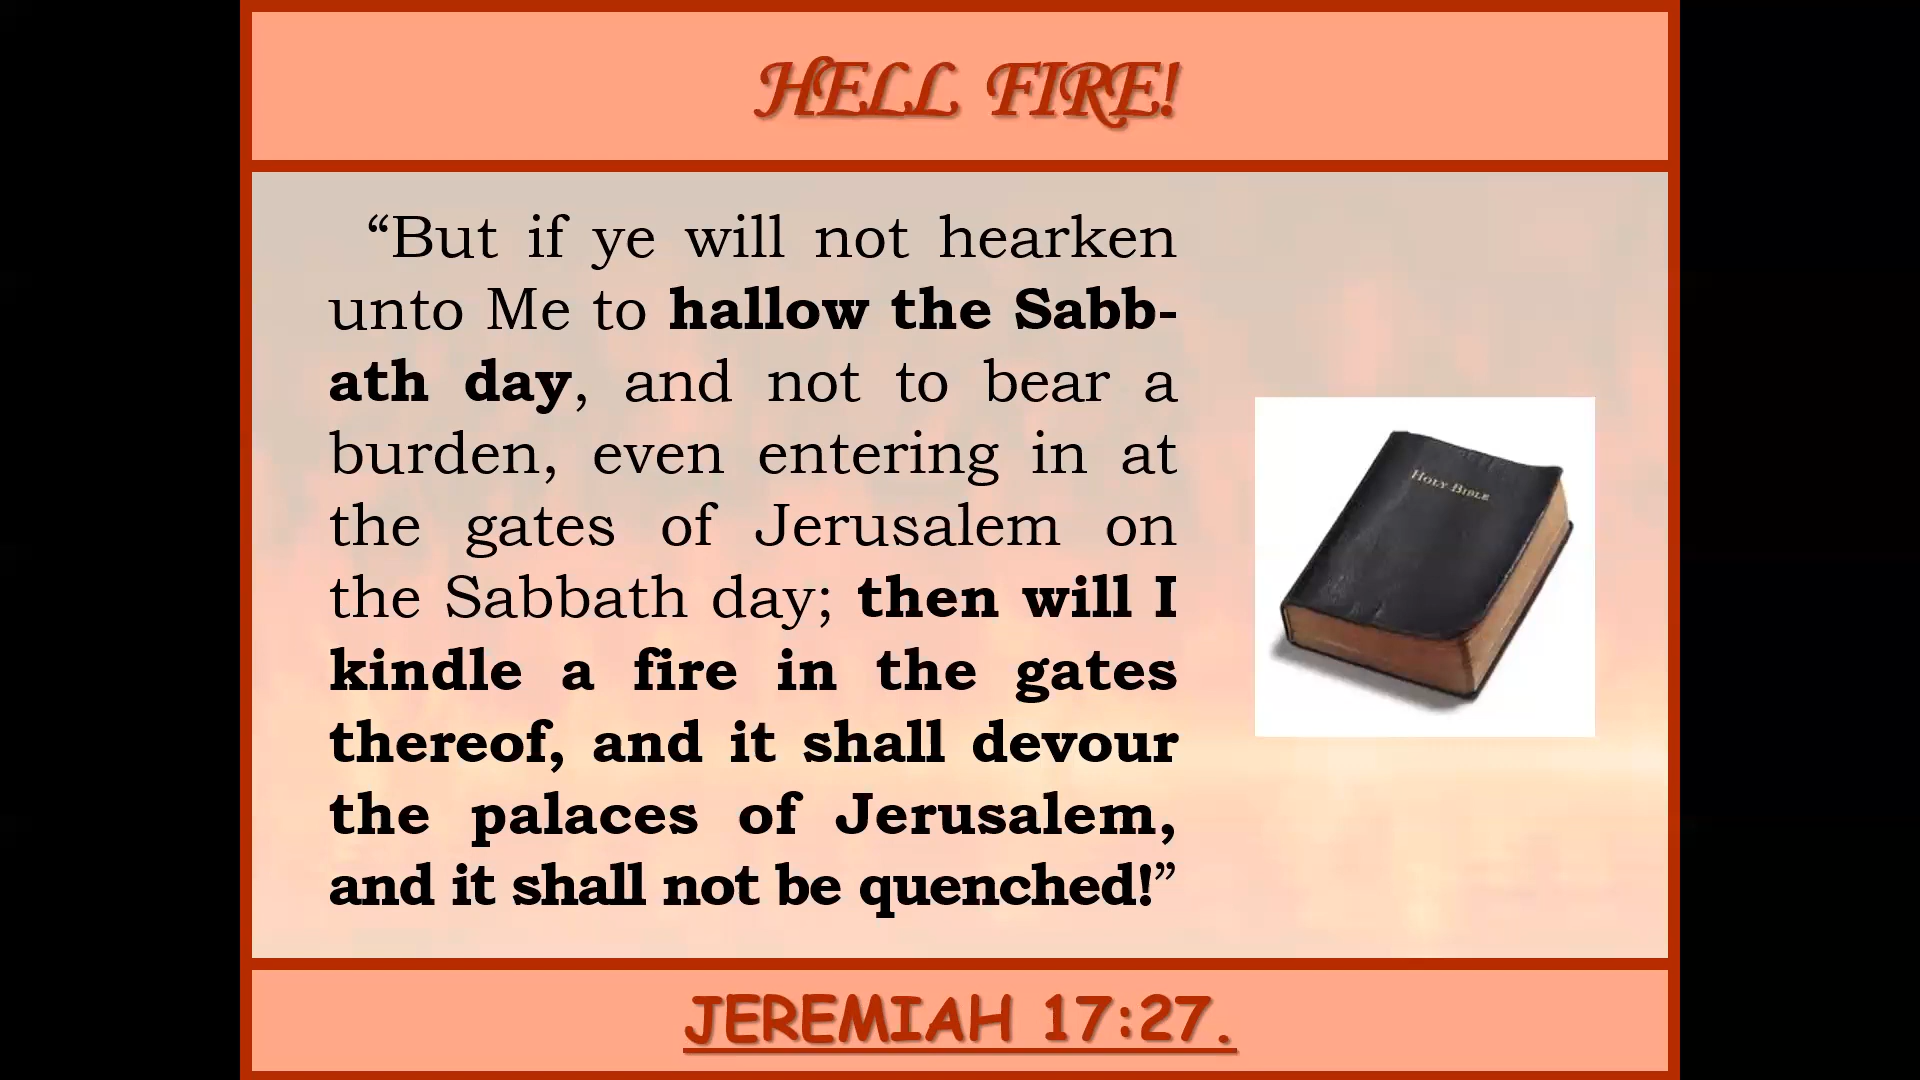 HELL FIRE!
“But if ye will not hearken
unto Me to hallow the Sabb-
ath day, and not to bear a
burden, even entering in at
the gates of Jerusalem on
the Sabbath day; then will I
kindle a fire in the gates
thereof, and it shall devour
the palaces of Jerusalem,
and it shall not be quenched!”
HOLY BIBLE
JEREMIAH 17:27.